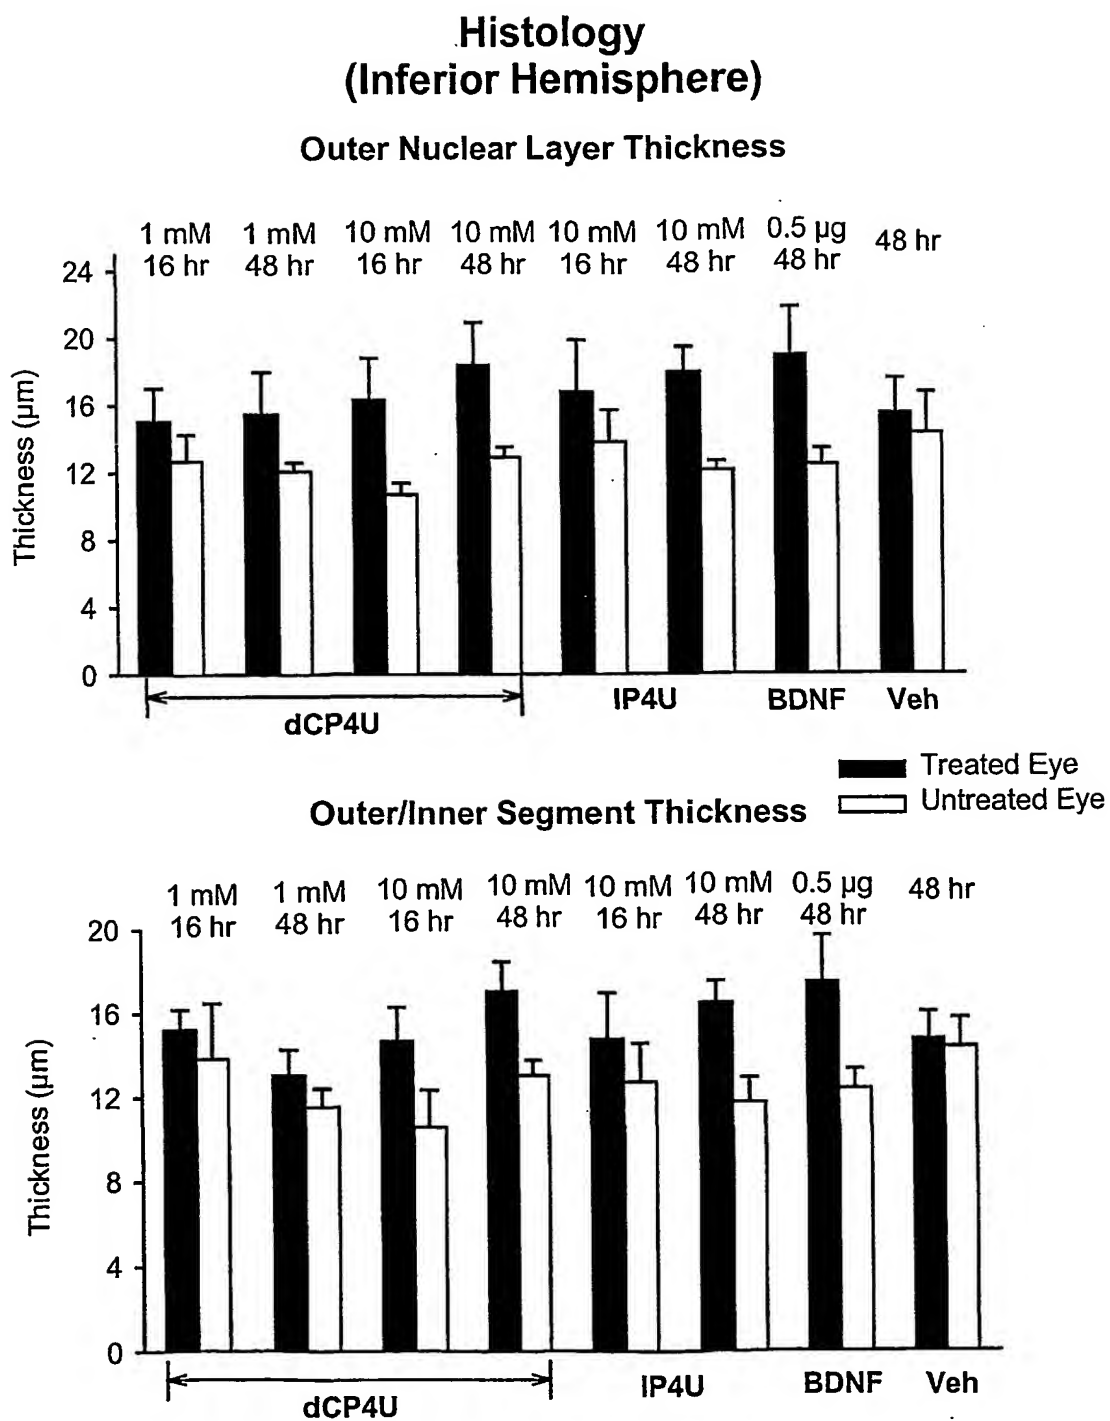 Histology
(Inferior Hemisphere)
Outer Nuclear Layer Thickness
1 mM 1 mM 10 mM 10 mM 10 mM 10 mM 0.5 µg 48 hr
16 hr 48 hr 16 hr 48 hr 16 hr 48 hr 48 hr
24
20
16
12
8
4
0
Thickness (µm)
dCP4U IP4U BDNF Veh
Treated Eye
Untreated Eye
Outer/Inner Segment Thickness
1 mM 1 mM 10 mM 10 mM 10 mM 10 mM 0.5 µg 48 hr
16 hr 48 hr 16 hr 48 hr 16 hr 48 hr 48 hr
20
16
12
8
4
0
Thickness (µm)
dCP4U IP4U BDNF Veh